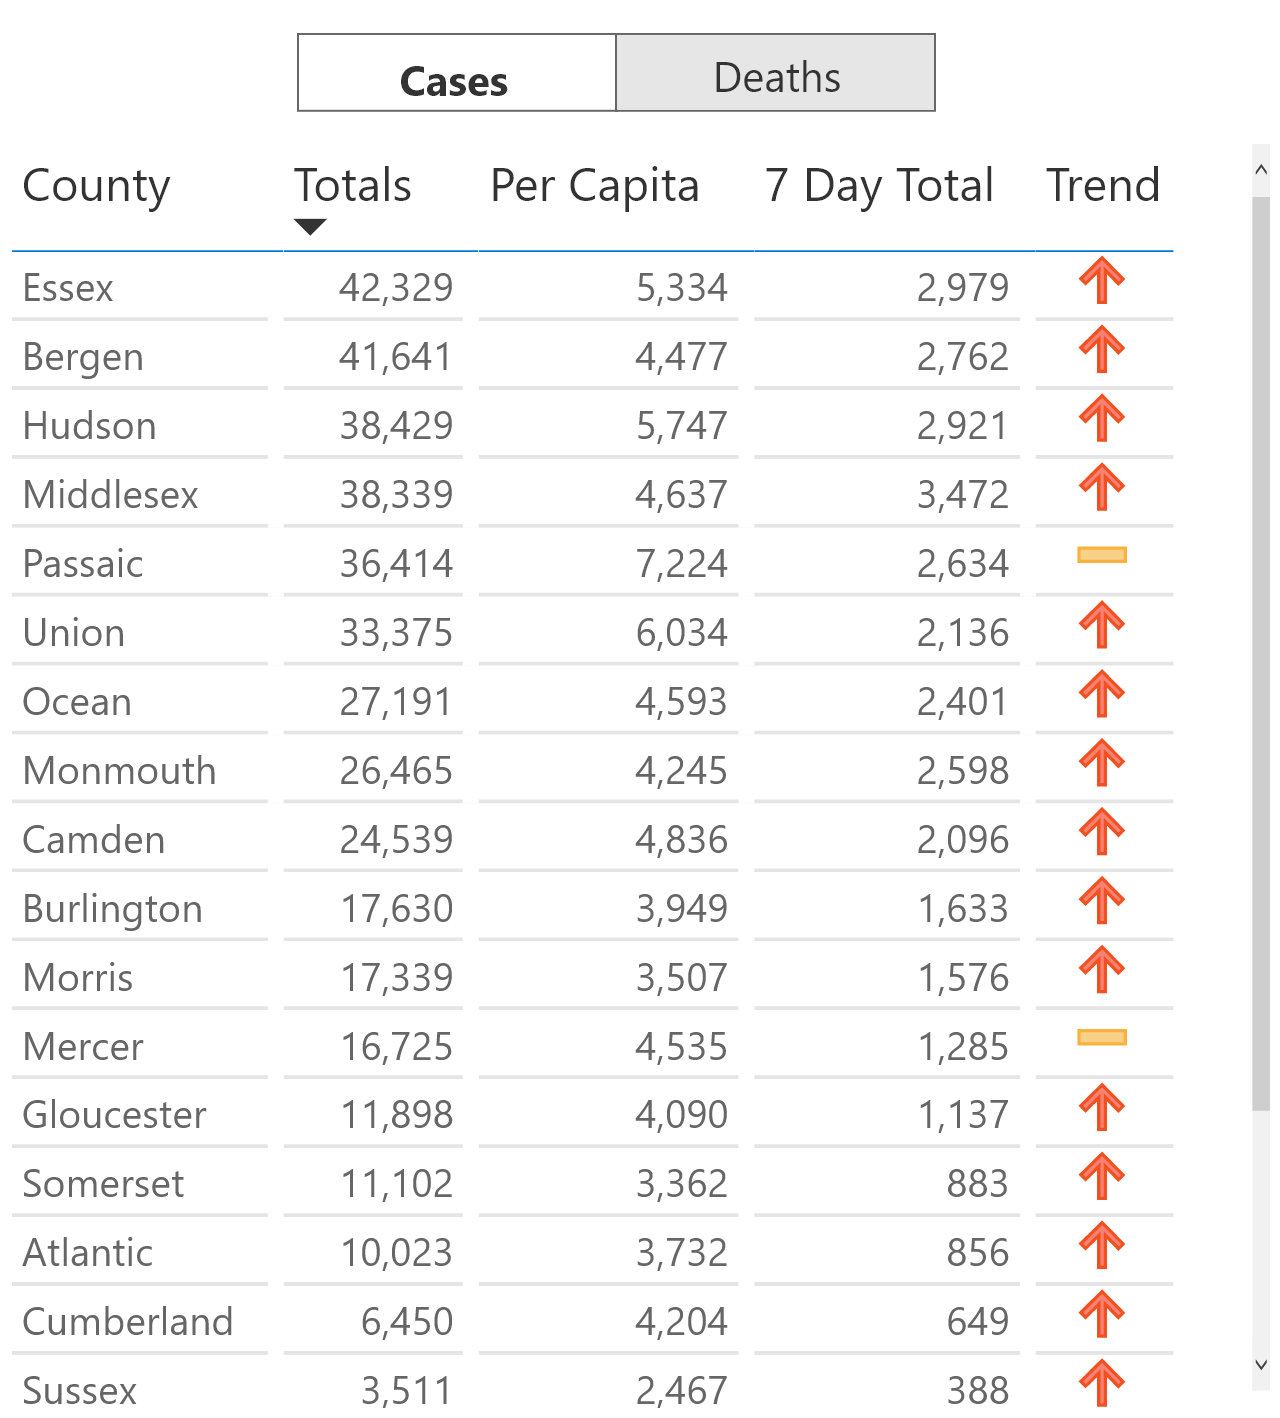 Cases Deaths
County Totals Per Capita 7 Day Total Trend
Essex 42,329 5,334 2,979
Bergen 41,641 4,477 2,762
Hudson 38,429 5,747 2,921
Middlesex 38,339 4,637 3,472
Passaic 36,414 7,224 2,634
Union 33,375 6,034 2,136
Ocean 27,191 4,593 2,401
Monmouth 26,465 4,245 2,598
Camden 24,539 4,836 2,096
Burlington 17,630 3,949 1,633
Morris 17,339 3,507 1,576
Mercer 16,725 4,535 1,285
Gloucester 11,898 4,090 1,137
Somerset 11,102 3,362 883
Atlantic 10,023 3,732 856
Cumberland 6,450 4,204 649
Sussex 3,511 2,467 388